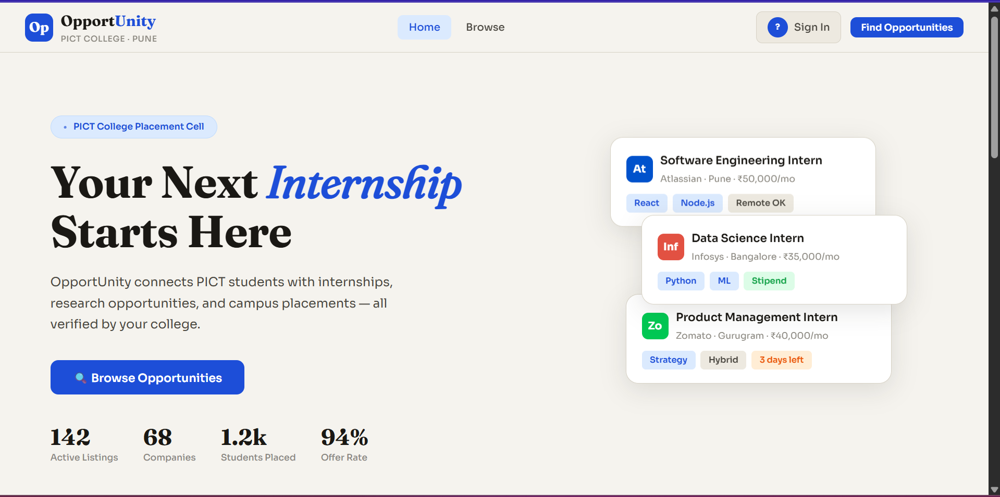 Op
OpportUnity
PICT COLLEGE · PUNE
Home
Browse
?
Sign In
Find Opportunities
• PICT College Placement Cell
Your Next Internship
Starts Here
OpportUnity connects PICT students with internships,
research opportunities, and campus placements — all
verified by your college.
🔍 Browse Opportunities
142
Active Listings
68
Companies
1.2k
Students Placed
94%
Offer Rate
At
Software Engineering Intern
Atlassian · Pune · ₹50,000/mo
React
Node.js
Remote OK
Inf
Data Science Intern
Infosys · Bangalore · ₹35,000/mo
Python
ML
Stipend
Zo
Product Management Intern
Zomato · Gurugram · ₹40,000/mo
Strategy
Hybrid
3 days left